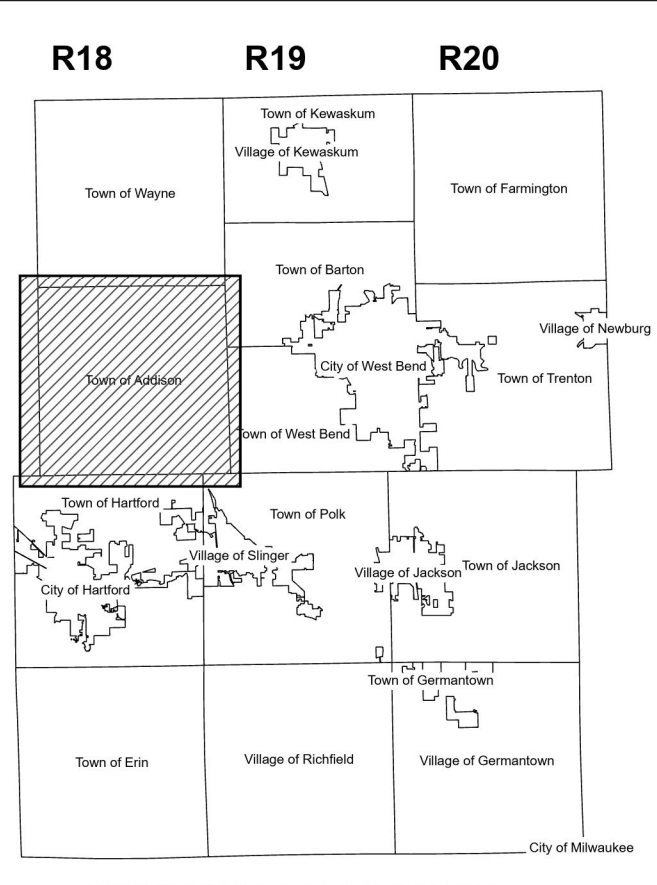 R18 R19 R20
Town of Kewaskum
Village of Kewaskum
Town of Wayne
Town of Farmington
Town of Barton
Village of Newburg
City of West Bend
Town of Addison
Town of Trenton
Town of West Bend
Town of Hartford
Town of Polk
Village of Slinger
Town of Jackson
Village of Jackson
City of Hartford
Town of Germantown
Town of Erin
Village of Richfield
Village of Germantown
City of Milwaukee